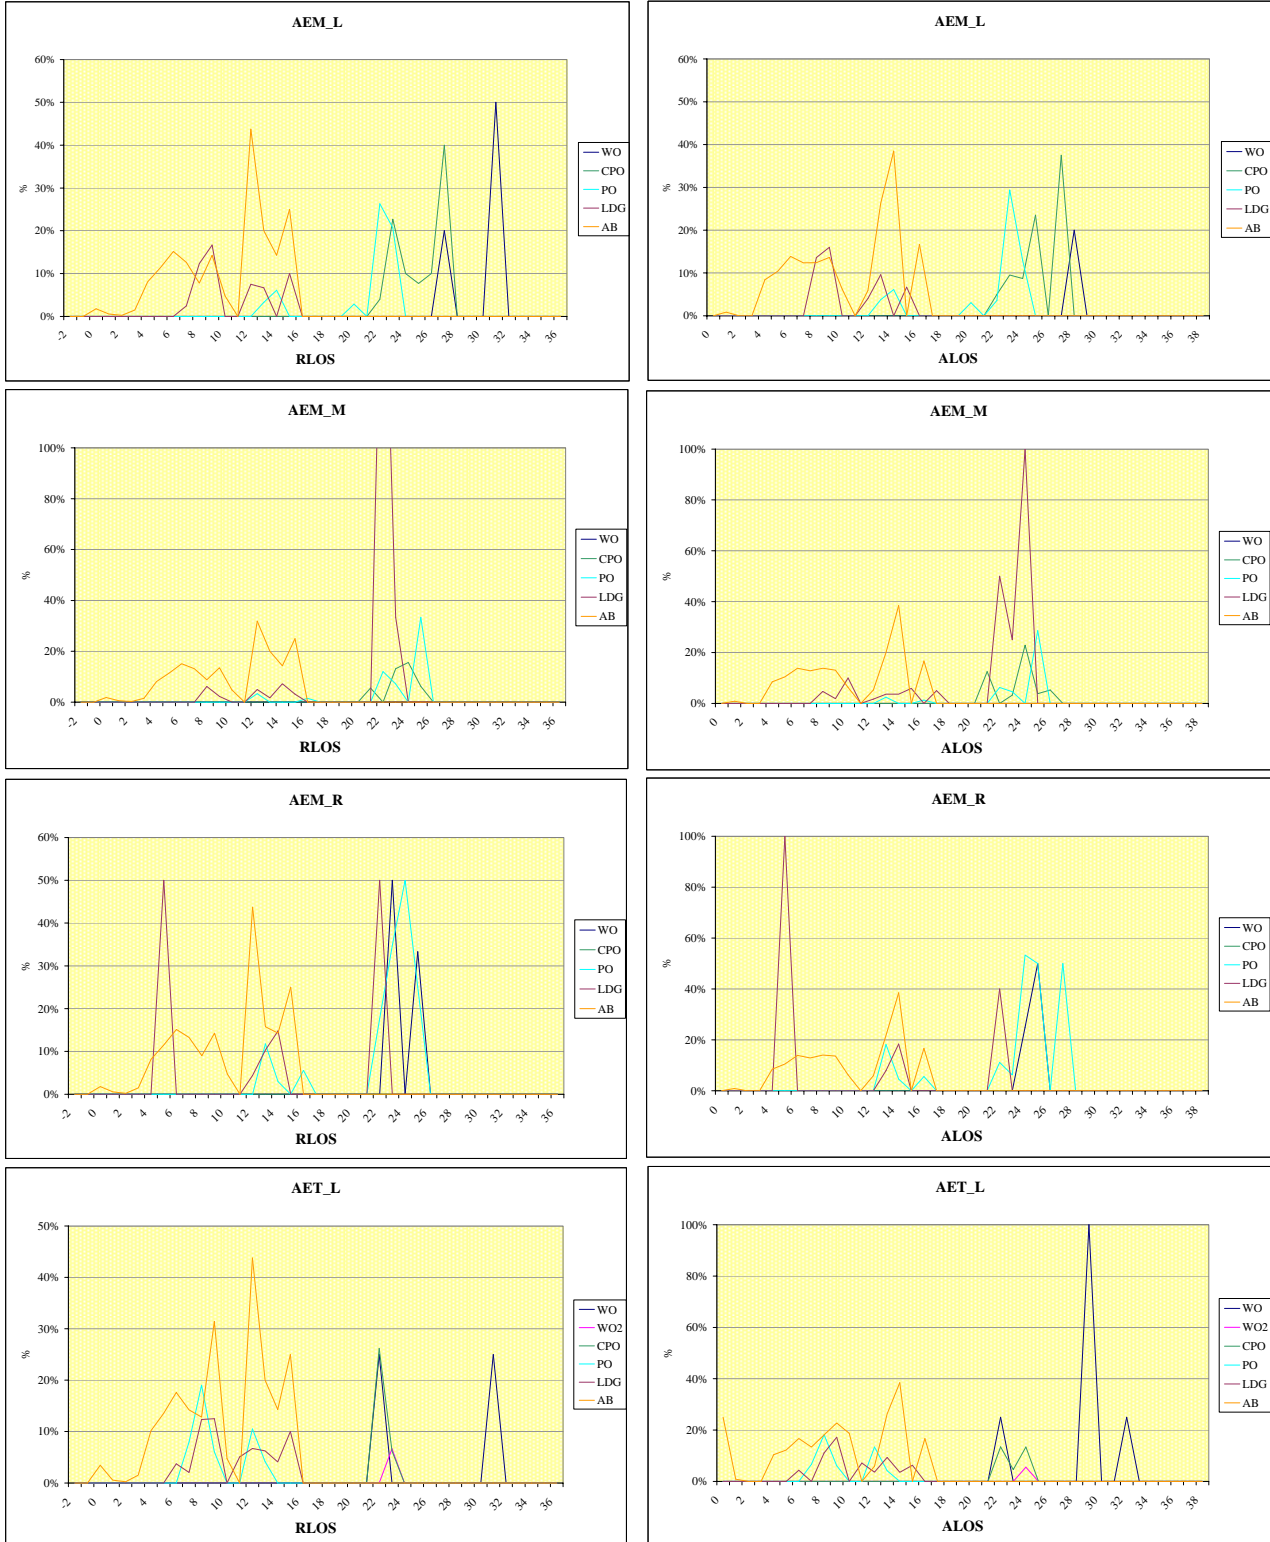 AEM_L
60%
50%
40%
30%
20%
10%
0%
%
-2 0 2 4 6 8 10 12 14 16 18 20 22 24 26 28 30 32 34 36
RLOS
WO
CPO
PO
LDG
AB
AEM_L
60%
50%
40%
30%
20%
10%
0%
%
0 2 4 6 8 10 12 14 16 18 20 22 24 26 28 30 32 34 36 38
ALOS
WO
CPO
PO
LDG
AB
AEM_M
100%
80%
60%
40%
20%
0%
%
-2 0 2 4 6 8 10 12 14 16 18 20 22 24 26 28 30 32 34 36
RLOS
WO
CPO
PO
LDG
AB
AEM_M
100%
80%
60%
40%
20%
0%
%
0 2 4 6 8 10 12 14 16 18 20 22 24 26 28 30 32 34 36 38
ALOS
WO
CPO
PO
LDG
AB
AEM_R
60%
50%
40%
30%
20%
10%
0%
%
-2 0 2 4 6 8 10 12 14 16 18 20 22 24 26 28 30 32 34 36
RLOS
WO
CPO
PO
LDG
AB
AEM_R
100%
80%
60%
40%
20%
0%
%
0 2 4 6 8 10 12 14 16 18 20 22 24 26 28 30 32 34 36 38
ALOS
WO
CPO
PO
LDG
AB
AET_L
50%
40%
30%
20%
10%
0%
%
-2 0 2 4 6 8 10 12 14 16 18 20 22 24 26 28 30 32 34 36
RLOS
WO
WO2
CPO
PO
LDG
AB
AET_L
100%
80%
60%
40%
20%
0%
%
0 2 4 6 8 10 12 14 16 18 20 22 24 26 28 30 32 34 36 38
ALOS
WO
WO2
CPO
PO
LDG
AB